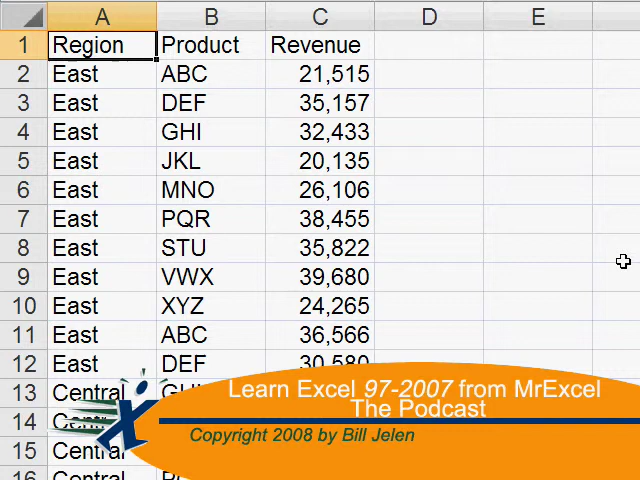 A B C D E
1 Region Product Revenue
2 East ABC 21,515
3 East DEF 35,157
4 East GHI 32,433
5 East JKL 20,135
6 East MNO 26,106
7 East PQR 38,455
8 East STU 35,822
9 East VWX 39,680
10 East XYZ 24,265
11 East ABC 36,566
12 East DEF 30,580
13 Central
14
15 Central
16 Central
Learn Excel 97-2007 from MrExcel
The Podcast
Copyright 2008 by Bill Jelen